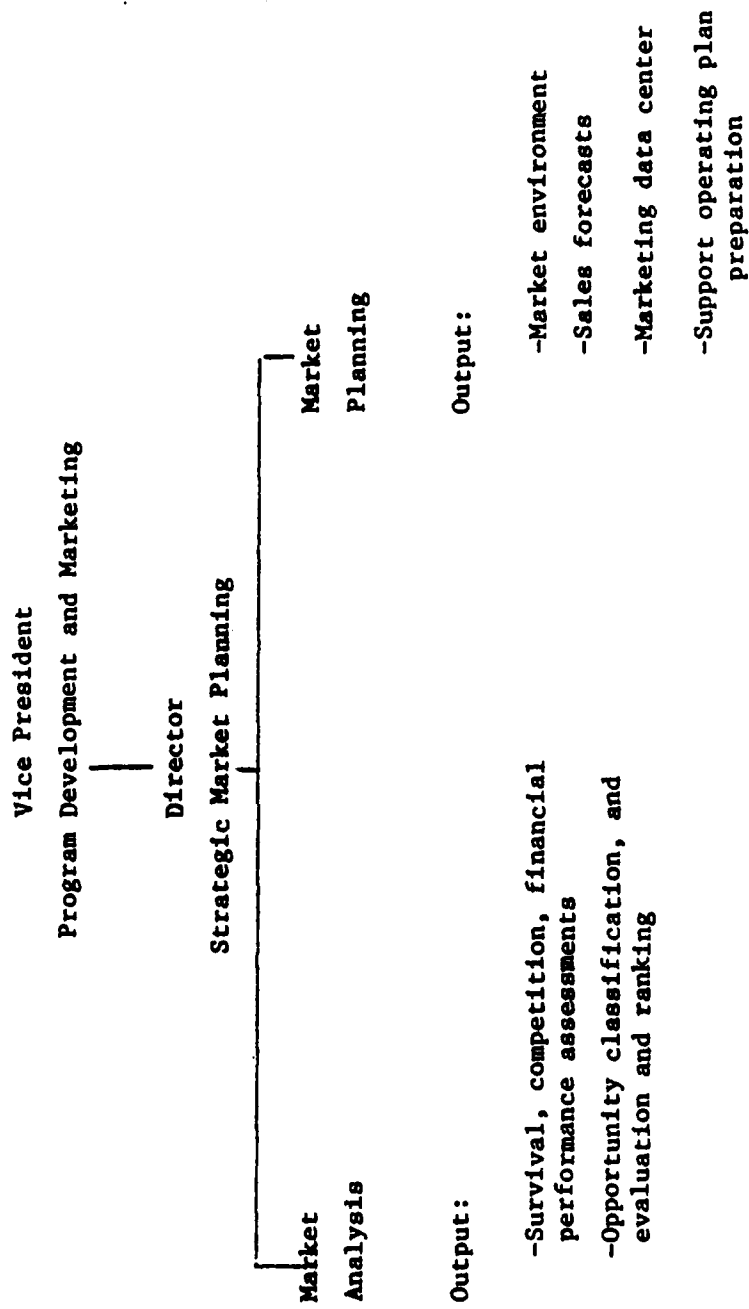 Vice President
Program Development and Marketing
Director
Strategic Market Planning
Market
Analysis
Output:
-Survival, competition, financial
performance assessments
-Opportunity classification, and
evaluation and ranking
Market
Planning
Output:
-Market environment
-Sales forecasts
-Marketing data center
-Support operating plan
preparation